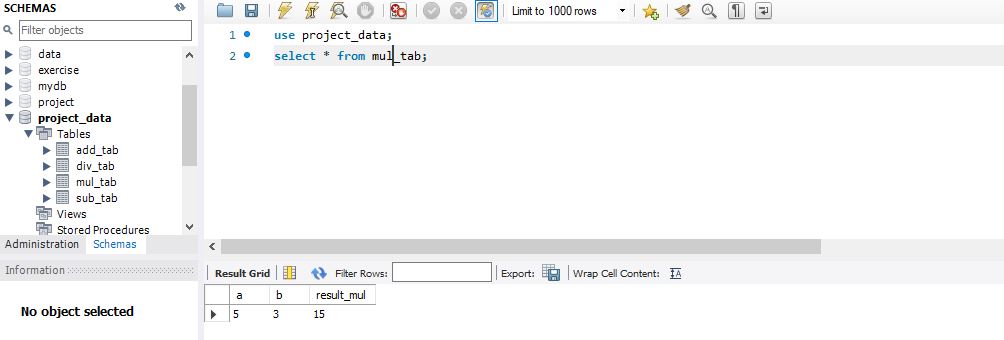 SCHEMAS
Filter objects
data
exercise
mydb
project
project_data
Tables
add_tab
div_tab
mul_tab
sub_tab
Views
Stored Procedures
Administration Schemas
Information
No object selected
Limit to 1000 rows
1 use project_data;
2 select * from mul_tab;
Result Grid Filter Rows: Export: Wrap Cell Content: IA
a b result_mul
5 3 15